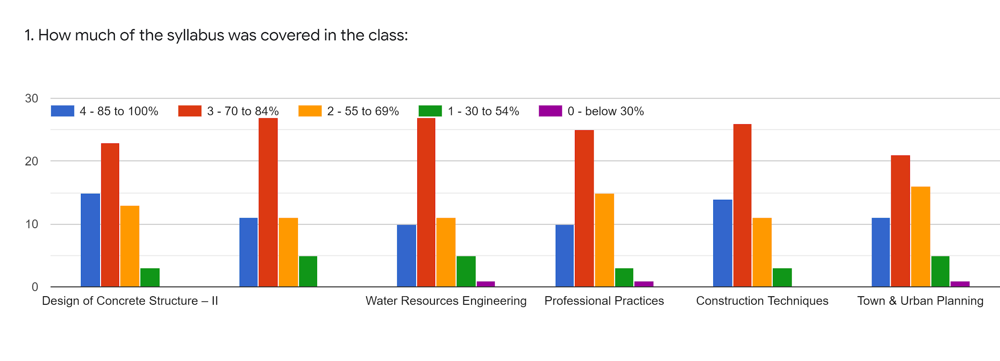 1. How much of the syllabus was covered in the class:
30
4 - 85 to 100% 3 - 70 to 84% 2 - 55 to 69% 1 - 30 to 54% 0 - below 30%
20
10
0
Design of Concrete Structure – II Water Resources Engineering Professional Practices Construction Techniques Town & Urban Planning